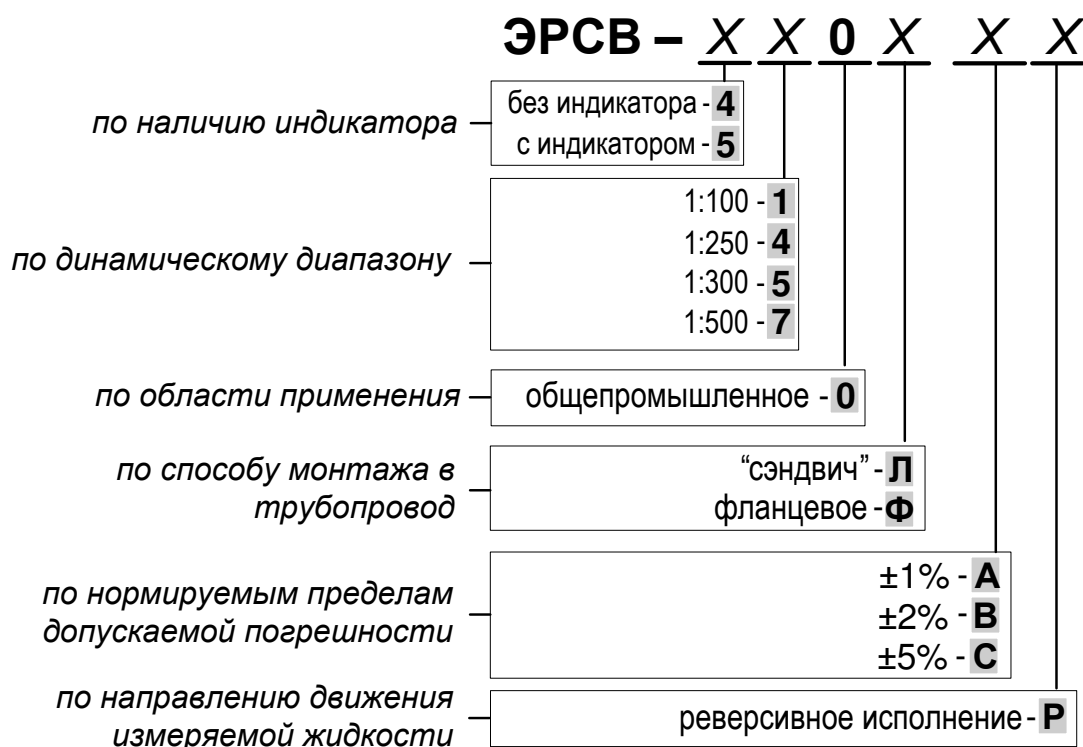 ЭРСВ – Х Х 0 Х Х Х
по наличию индикатора
без индикатора - 4
с индикатором - 5
по динамическому диапазону
1:100 - 1
1:250 - 4
1:300 - 5
1:500 - 7
по области применения
общепромышленное - 0
по способу монтажа в
трубопровод
“сэндвич” - Л
фланцевое - Ф
по нормируемым пределам
допускаемой погрешности
±1% - А
±2% - В
±5% - С
по направлению движения
измеряемой жидкости
реверсивное исполнение - Р